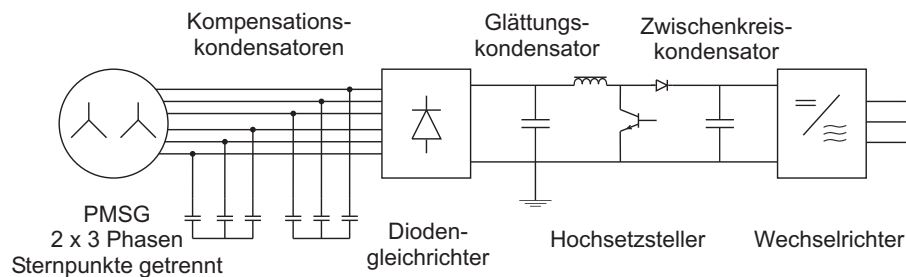 Kompensations-
kondensatoren
Glättungs-
kondensator
Zwischenkreis-
kondensator
PMSG
2 x 3 Phasen
Sternpunkte getrennt
Dioden-
gleichrichter
Hochsetzsteller
Wechselrichter